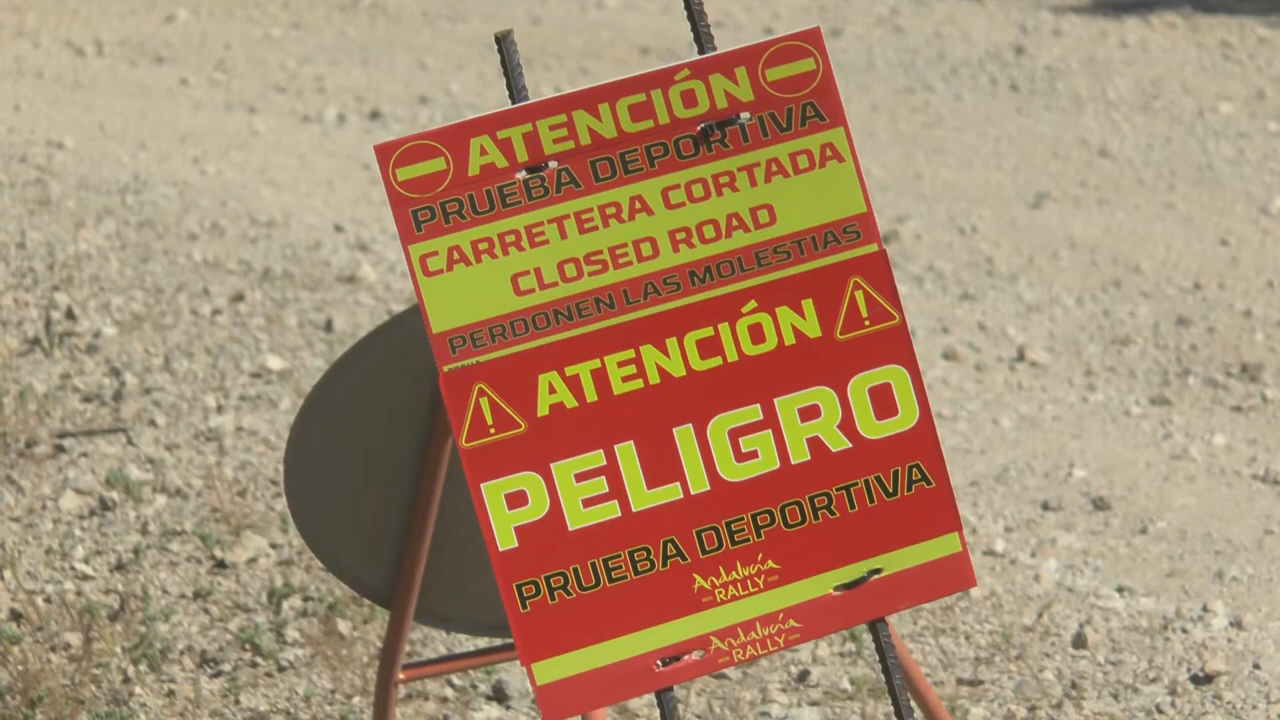 ATENCIÓN
PRUEBA DEPORTIVA
CARRETERA CORTADA
CLOSED ROAD
PERDONEN LAS MOLESTIAS
ATENCIÓN
PELIGRO
PRUEBA DEPORTIVA
Andalucía
RALLY
Andalucía
RALLY